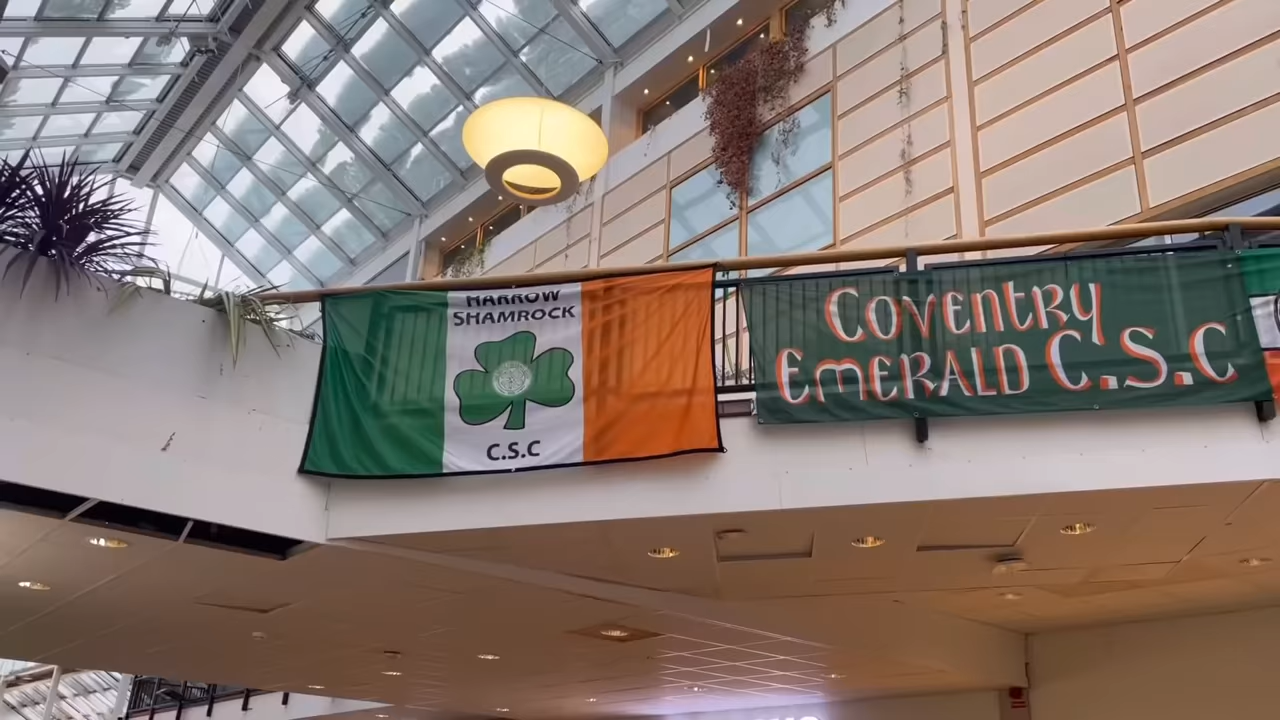 HARROW
SHAMROCK
C.S.C
COVENTRY
EMERALD C.S.C